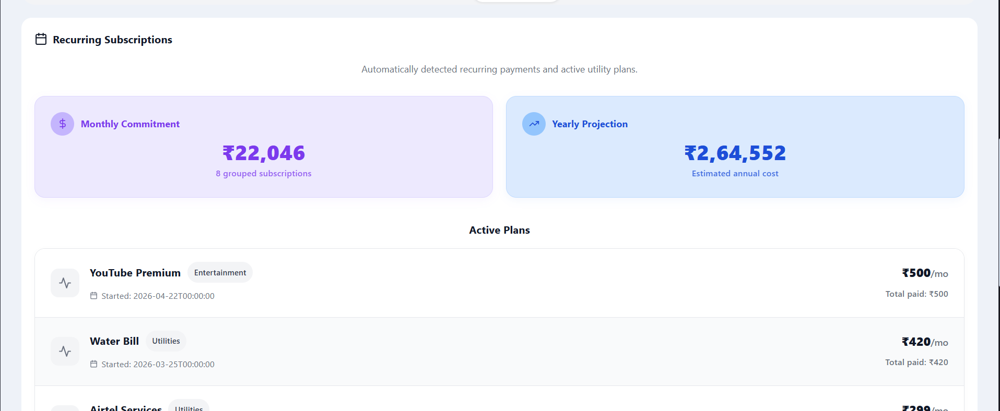 Recurring Subscriptions
Automatically detected recurring payments and active utility plans.
Monthly Commitment
₹22,046
8 grouped subscriptions
Yearly Projection
₹2,64,552
Estimated annual cost
Active Plans
YouTube Premium Entertainment ₹500/mo
Started: 2026-04-22T00:00:00 Total paid: ₹500
Water Bill Utilities ₹420/mo
Started: 2026-03-25T00:00:00 Total paid: ₹420
Airtel Services Utilities ₹299/mo